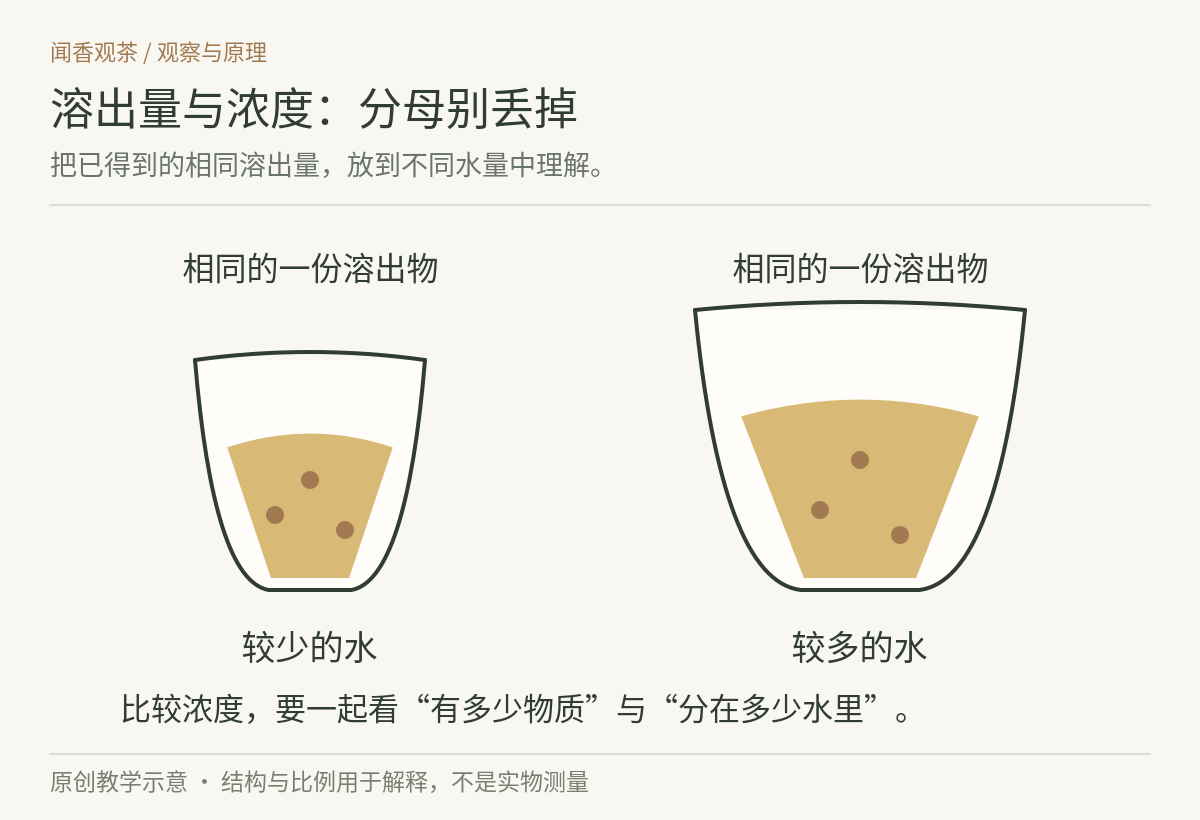 闻香观茶 / 观察与原理
溶出量与浓度：分母别丢掉
把已得到的相同溶出量，放到不同水量中理解。
相同的一份溶出物
相同的一份溶出物
较少的水
较多的水
比较浓度，要一起看“有多少物质”与“分在多少水里”。
原创教学示意 · 结构与比例用于解释，不是实物测量